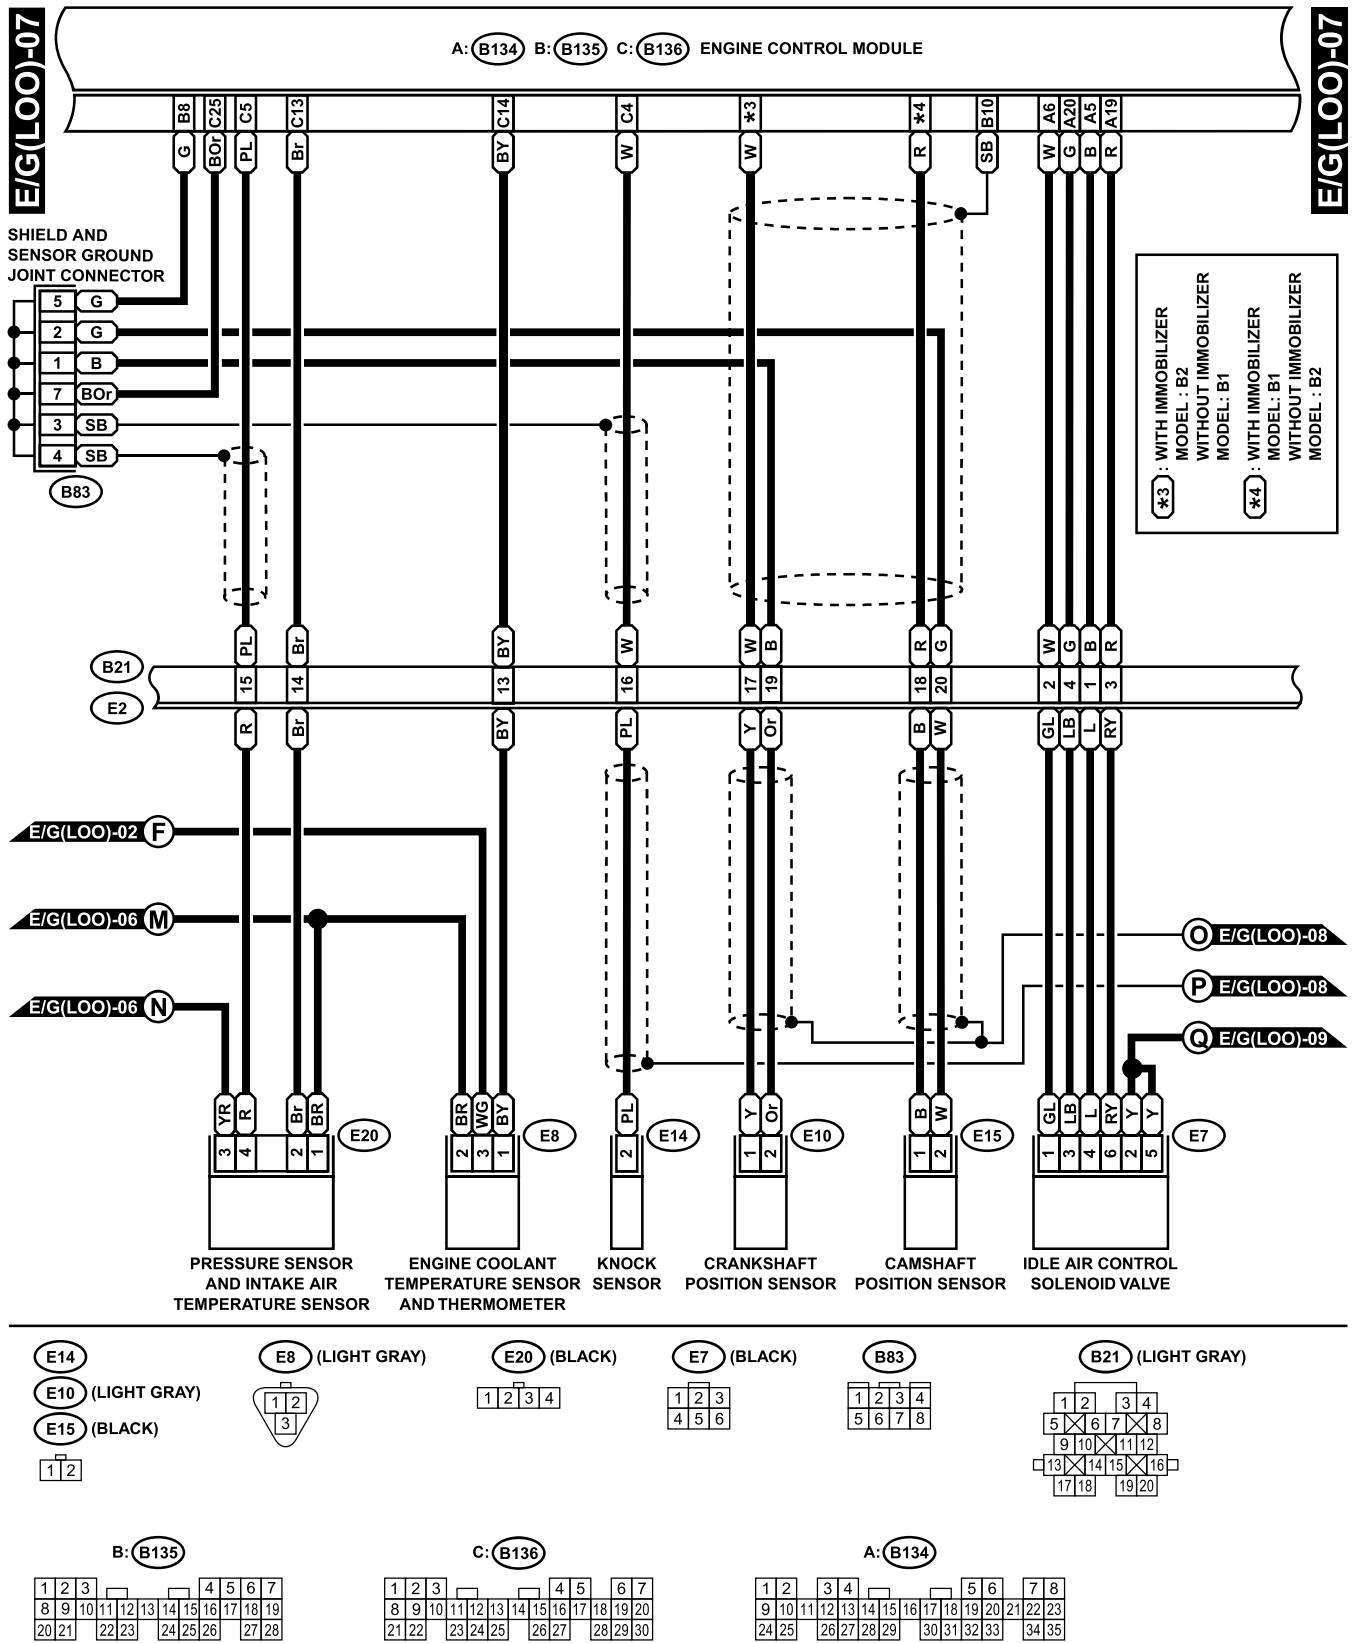 E/G(LOO)-07
A: B134 B: B135 C: B136 ENGINE CONTROL MODULE
E/G(LOO)-07
B8 C25 C5 C13 C14 C4 *3 *4 B10 A6 A20 A5 A19
G BOr PL Br BY W W R SB W G B R
SHIELD AND
SENSOR GROUND
JOINT CONNECTOR
5 G
2 G
1 B
7 BOr
3 SB
4 SB
B83
*3 : WITH IMMOBILIZER
MODEL : B2
WITHOUT IMMOBILIZER
MODEL: B1
*4 : WITH IMMOBILIZER
MODEL: B1
WITHOUT IMMOBILIZER
MODEL : B2
PL Br BY W W B R G W G B R
B21
15 14 13 16 17 19 18 20 2 4 1 3
E2
R Br BY PL Y Or B W GL LB L RY
E/G(LOO)-02 F
E/G(LOO)-06 M
O E/G(LOO)-08
P E/G(LOO)-08
E/G(LOO)-06 N
Q E/G(LOO)-09
YR R Br BR BR WG BY PL Y Or B W GL LB L RY Y Y
E20 E8 E14 E10 E15 E7
3 4 2 1 2 3 1 2 1 2 1 2 1 3 4 6 2 5
PRESSURE SENSOR
AND INTAKE AIR
TEMPERATURE SENSOR
ENGINE COOLANT
TEMPERATURE SENSOR
AND THERMOMETER
KNOCK
SENSOR
CRANKSHAFT
POSITION SENSOR
CAMSHAFT
POSITION SENSOR
IDLE AIR CONTROL
SOLENOID VALVE
E14
E10 (LIGHT GRAY)
E15 (BLACK)
1 2
E8 (LIGHT GRAY)
1 2
3
E20 (BLACK)
1 2 3 4
E7 (BLACK)
1 2 3
4 5 6
B83
1 2 3 4
5 6 7 8
B21 (LIGHT GRAY)
1 2 3 4
5 6 7 8
9 10 11 12
13 14 15 16
17 18 19 20
B: B135
1 2 3 4 5 6 7
8 9 10 11 12 13 14 15 16 17 18 19
20 21 22 23 24 25 26 27 28
C: B136
1 2 3 4 5 6 7
8 9 10 11 12 13 14 15 16 17 18 19 20
21 22 23 24 25 26 27 28 29 30
A: B134
1 2 3 4 5 6 7 8
9 10 11 12 13 14 15 16 17 18 19 20 21 22 23
24 25 26 27 28 29 30 31 32 33 34 35